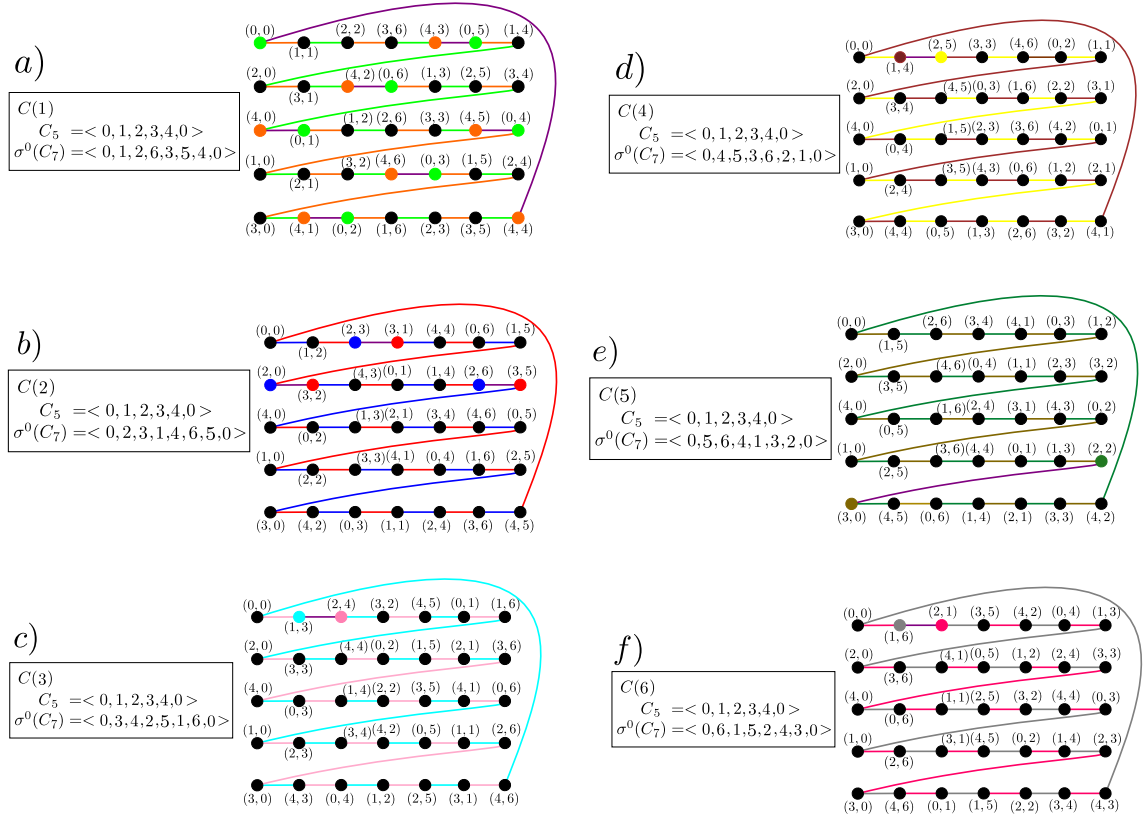 a)
C(1)
C₅ =< 0, 1, 2, 3, 4, 0>
σ⁰(C₇) =< 0, 1, 2, 6, 3, 5, 4, 0>
(0, 0) (2, 2) (3, 6) (4, 3) (0, 5) (1, 4)
(1, 1)
(2, 0) (4, 2) (0, 6) (1, 3) (2, 5) (3, 4)
(3, 1)
(4, 0) (1, 2) (2, 6) (3, 3) (4, 5) (0, 4)
(0, 1)
(1, 0) (3, 2) (4, 6) (0, 3) (1, 5) (2, 4)
(2, 1)
(3, 0) (4, 1) (0, 2) (1, 6) (2, 3) (3, 5) (4, 4)
b)
C(2)
C₅ =< 0, 1, 2, 3, 4, 0>
σ⁰(C₇) =< 0, 2, 3, 1, 4, 6, 5, 0>
(0, 0) (2, 3) (3, 1) (4, 4) (0, 6) (1, 5)
(1, 2)
(2, 0) (4, 3) (0, 1) (1, 4) (2, 6) (3, 5)
(3, 2)
(4, 0) (1, 3) (2, 1) (3, 4) (4, 6) (0, 5)
(0, 2)
(1, 0) (3, 3) (4, 1) (0, 4) (1, 6) (2, 5)
(2, 2)
(3, 0) (4, 2) (0, 3) (1, 1) (2, 4) (3, 6) (4, 5)
c)
C(3)
C₅ =< 0, 1, 2, 3, 4, 0>
σ⁰(C₇) =< 0, 3, 4, 2, 5, 1, 6, 0>
(0, 0) (2, 4) (3, 2) (4, 5) (0, 1) (1, 6)
(1, 3)
(2, 0) (4, 4) (0, 2) (1, 5) (2, 1) (3, 6)
(3, 3)
(4, 0) (1, 4) (2, 2) (3, 5) (4, 1) (0, 6)
(0, 3)
(1, 0) (3, 4) (4, 2) (0, 5) (1, 1) (2, 6)
(2, 3)
(3, 0) (4, 3) (0, 4) (1, 2) (2, 5) (3, 1) (4, 6)
d)
C(4)
C₅ =< 0, 1, 2, 3, 4, 0>
σ⁰(C₇) =< 0, 4, 5, 3, 6, 2, 1, 0>
(0, 0) (2, 5) (3, 3) (4, 6) (0, 2) (1, 1)
(1, 4)
(2, 0) (4, 5) (0, 3) (1, 6) (2, 2) (3, 1)
(3, 4)
(4, 0) (1, 5) (2, 3) (3, 6) (4, 2) (0, 1)
(0, 4)
(1, 0) (3, 5) (4, 3) (0, 6) (1, 2) (2, 1)
(2, 4)
(3, 0) (4, 4) (0, 5) (1, 3) (2, 6) (3, 2) (4, 1)
e)
C(5)
C₅ =< 0, 1, 2, 3, 4, 0>
σ⁰(C₇) =< 0, 5, 6, 4, 1, 3, 2, 0>
(0, 0) (2, 6) (3, 4) (4, 1) (0, 3) (1, 2)
(1, 5)
(2, 0) (4, 6) (0, 4) (1, 1) (2, 3) (3, 2)
(3, 5)
(4, 0) (1, 6) (2, 4) (3, 1) (4, 3) (0, 2)
(0, 5)
(1, 0) (3, 6) (4, 4) (0, 1) (1, 3) (2, 2)
(2, 5)
(3, 0) (4, 5) (0, 6) (1, 4) (2, 1) (3, 3) (4, 2)
f)
C(6)
C₅ =< 0, 1, 2, 3, 4, 0>
σ⁰(C₇) =< 0, 6, 1, 5, 2, 4, 3, 0>
(0, 0) (2, 1) (3, 5) (4, 2) (0, 4) (1, 3)
(1, 6)
(2, 0) (4, 1) (0, 5) (1, 2) (2, 4) (3, 3)
(3, 6)
(4, 0) (1, 1) (2, 5) (3, 2) (4, 4) (0, 3)
(0, 6)
(1, 0) (3, 1) (4, 5) (0, 2) (1, 4) (2, 3)
(2, 6)
(3, 0) (4, 6) (0, 1) (1, 5) (2, 2) (3, 4) (4, 3)